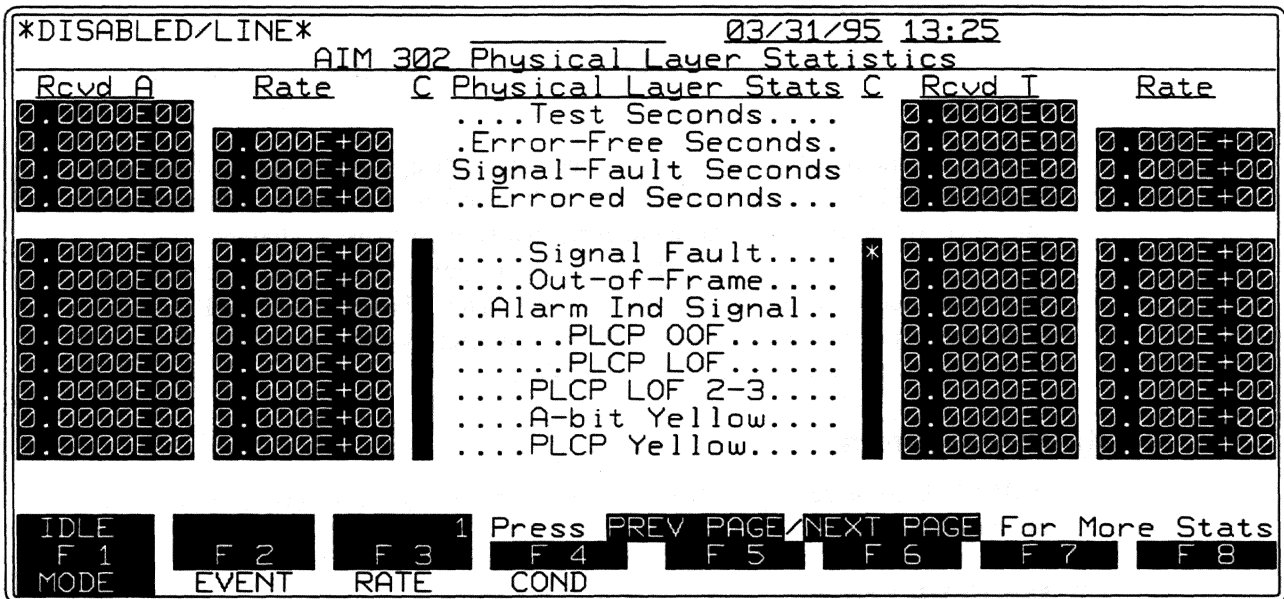 *DISABLED/LINE* 03/31/95 13:25
AIM 302 Physical Layer Statistics
Rcvd A Rate C Physical Layer Stats C Rcvd T Rate
0.0000E00 ....Test Seconds.... 0.0000E00
0.0000E00 0.000E+00 .Error-Free Seconds. 0.0000E00 0.000E+00
0.0000E00 0.000E+00 Signal-Fault Seconds 0.0000E00 0.000E+00
0.0000E00 0.000E+00 ..Errored Seconds... 0.0000E00 0.000E+00
0.0000E00 0.000E+00 ....Signal Fault.... * 0.0000E00 0.000E+00
0.0000E00 0.000E+00 ....Out-of-Frame.... 0.0000E00 0.000E+00
0.0000E00 0.000E+00 ..Alarm Ind Signal.. 0.0000E00 0.000E+00
0.0000E00 0.000E+00 ......PLCP OOF...... 0.0000E00 0.000E+00
0.0000E00 0.000E+00 ......PLCP LOF...... 0.0000E00 0.000E+00
0.0000E00 0.000E+00 ....PLCP LOF 2-3.... 0.0000E00 0.000E+00
0.0000E00 0.000E+00 ....A-bit Yellow.... 0.0000E00 0.000E+00
0.0000E00 0.000E+00 ....PLCP Yellow..... 0.0000E00 0.000E+00
IDLE 1 Press PREV PAGE/NEXT PAGE For More Stats
F 1 F 2 F 3 F 4 F 5 F 6 F 7 F 8
MODE EVENT RATE COND